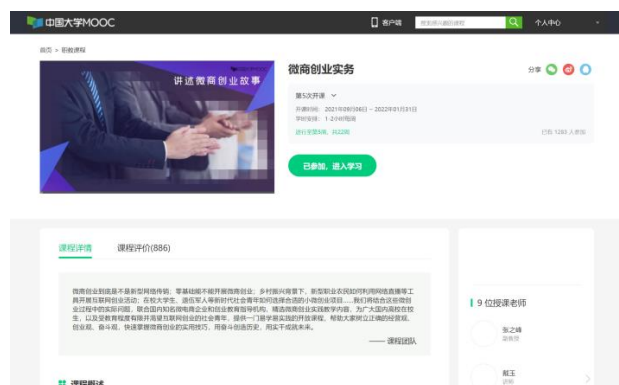 中国大学MOOC
客户端
个人中心
首页 > 职教课程
讲述微商创业故事
微商创业实务
分享
第5次开课
开课时间: 2021年09月06日 ~ 2022年01月31日
学时安排: 1-2小时每周
进行至第5周, 共22周
已有 1283 人参加
已参加, 进入学习
课程详情
课程评价(886)
微商创业到底是不是新型网络传销, 零基础能不能开展微商创业; 乡村振兴背景下, 新型职业农民如何利用网络直播等工
具开展互联网创业活动; 在校大学生、退伍军人等新时代社会青年如何选择合适的小微创业项目......我们将结合这些微创
业过程中的实际问题, 联合国内知名微电商企业和创业教育指导机构, 精选微商创业实践教学内容, 为广大国内高校在校
生、以及受教育程度有限并渴望互联网创业的社会青年, 提供一门易学易实践的开放课程, 帮助大家树立正确的经营观、
创业观、奋斗观, 快速掌握微商创业的实用技巧, 用奋斗创造历史, 用实干成就未来。
—— 课程团队
9 位授课老师
张之峰
副教授
戴玉
讲师
课程概述